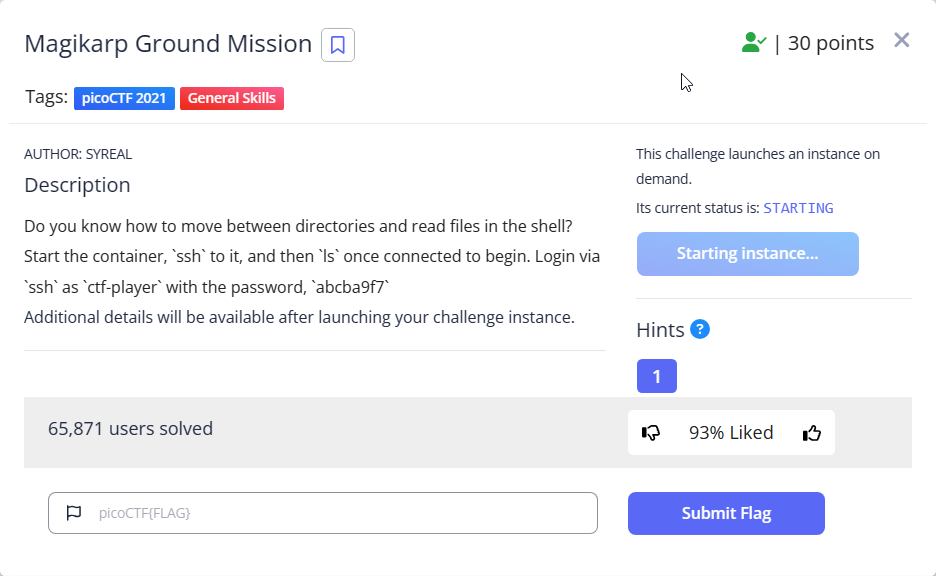 Magikarp Ground Mission
| 30 points
Tags: picoCTF 2021 General Skills
AUTHOR: SYREAL
Description
Do you know how to move between directories and read files in the shell?
Start the container, `ssh` to it, and then `ls` once connected to begin. Login via
`ssh` as `ctf-player` with the password, `abcba9f7`
Additional details will be available after launching your challenge instance.
This challenge launches an instance on
demand.
Its current status is: STARTING
Starting instance...
Hints ?
1
65,871 users solved
93% Liked
picoCTF{FLAG}
Submit Flag